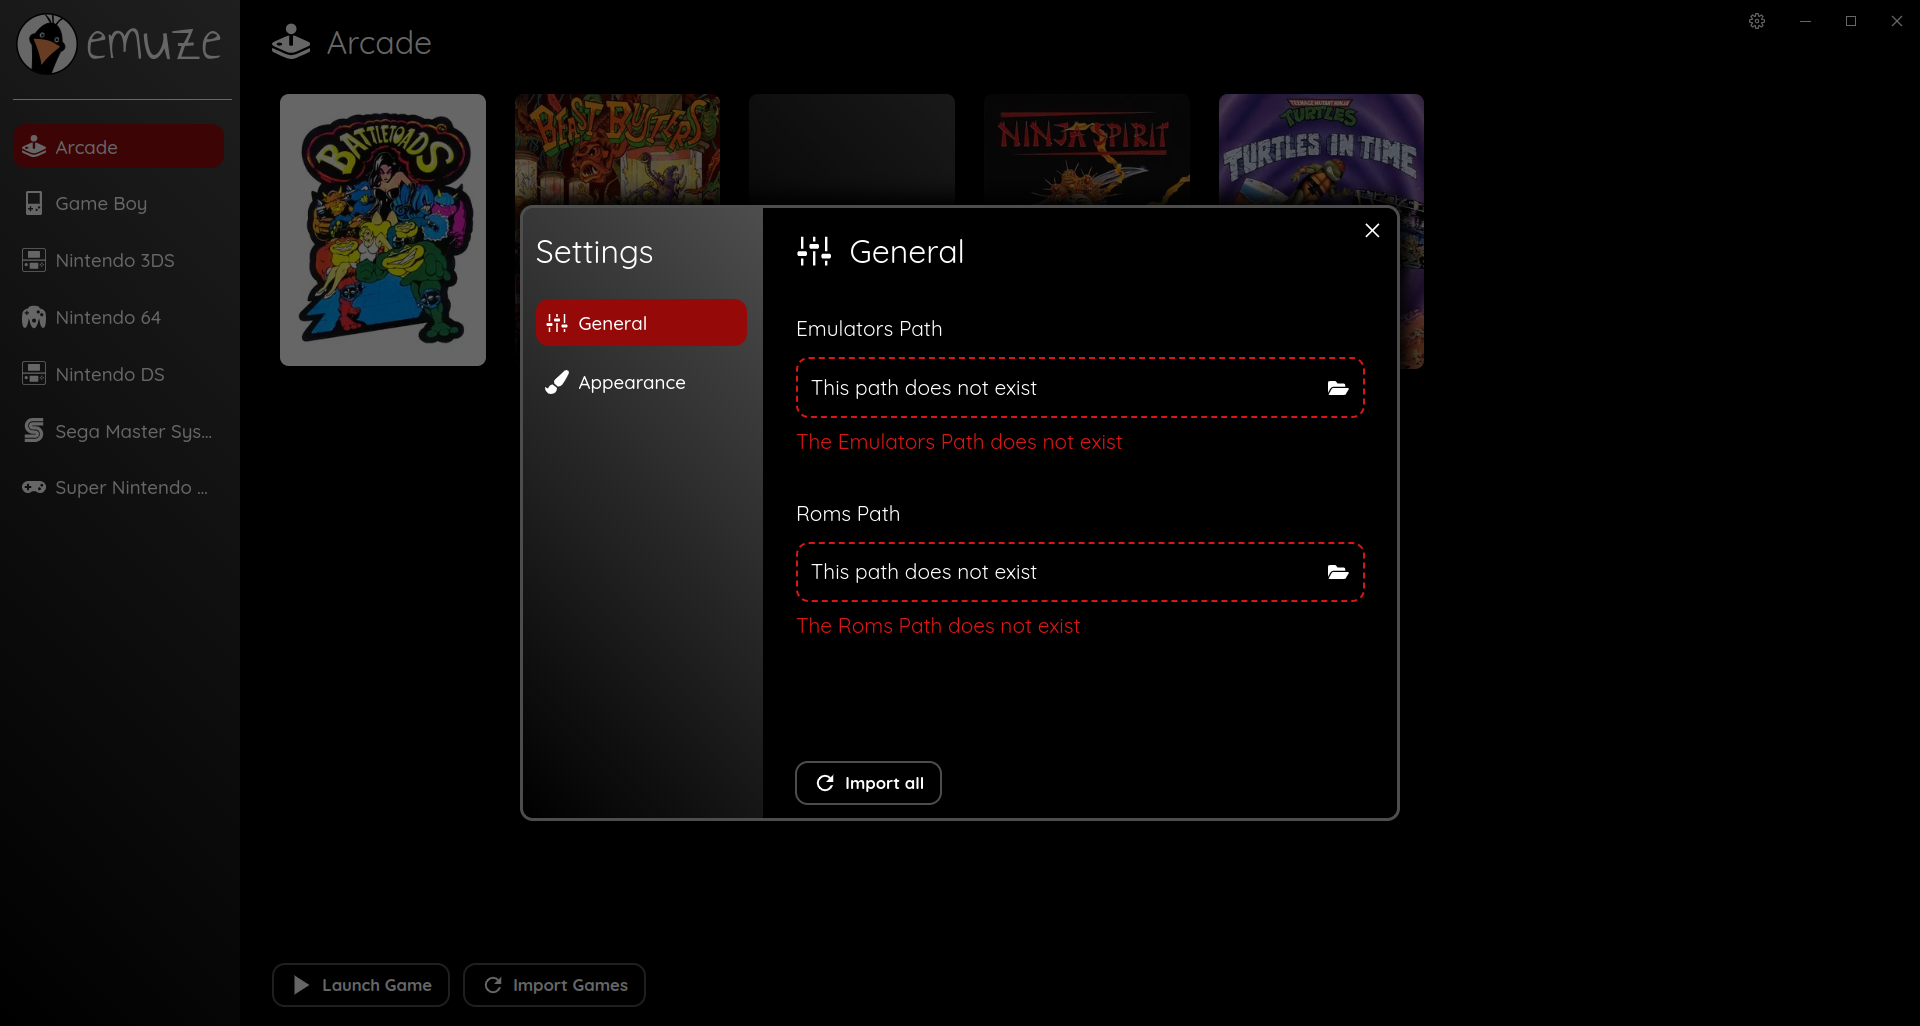 emuze
Arcade
Game Boy
Nintendo 3DS
Nintendo 64
Nintendo DS
Sega Master Sys...
Super Nintendo ...
Arcade
BATTLETOADS
BEAST BUSTERS
NINJA SPIRIT
TEENAGE MUTANT NINJA
TURTLES
TURTLES IN TIME
Settings
General
Appearance
General
Emulators Path
This path does not exist
The Emulators Path does not exist
Roms Path
This path does not exist
The Roms Path does not exist
Import all
Launch Game
Import Games